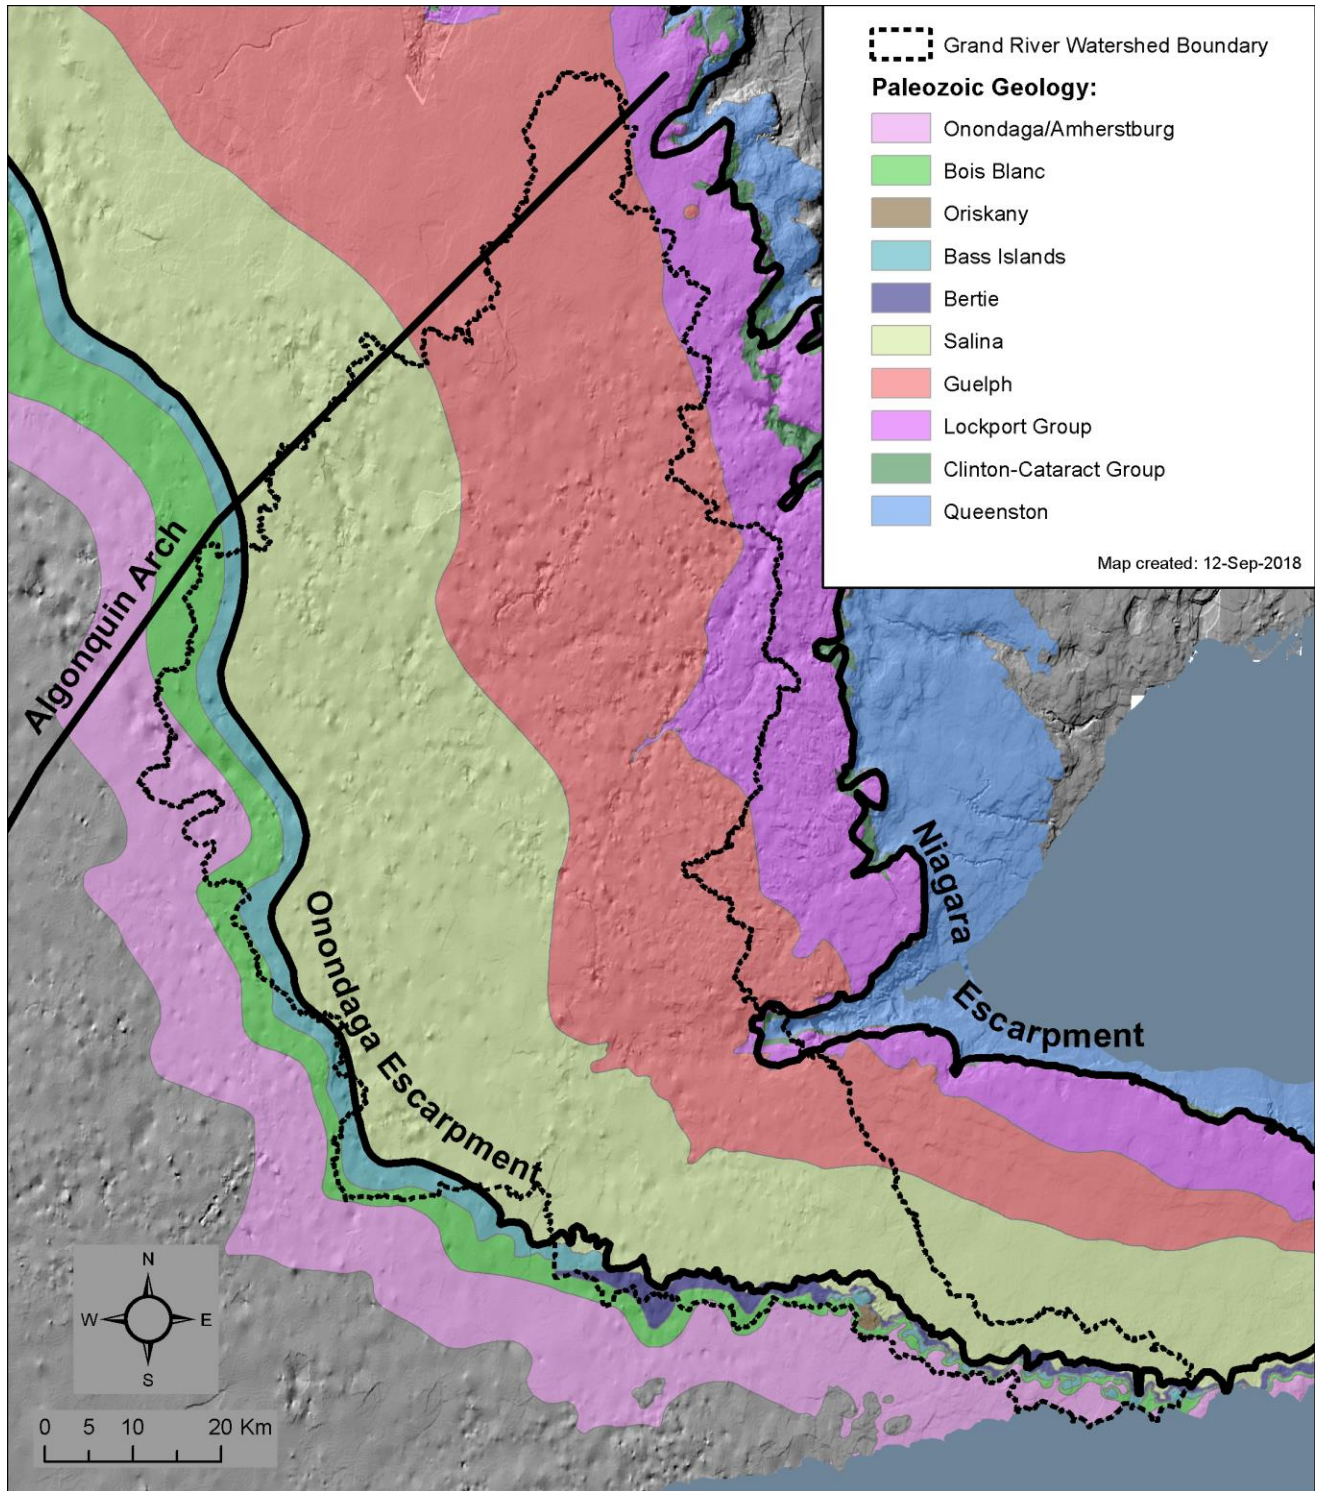 Grand River Watershed Boundary
Paleozoic Geology:
Onondaga/Amherstburg
Bois Blanc
Oriskany
Bass Islands
Bertie
Salina
Guelph
Lockport Group
Clinton-Cataract Group
Queenston
Map created: 12-Sep-2018
Algonquin Arch
Niagara
Escarpment
Onondaga Escarpment
N
W E
S
0 5 10 20 Km